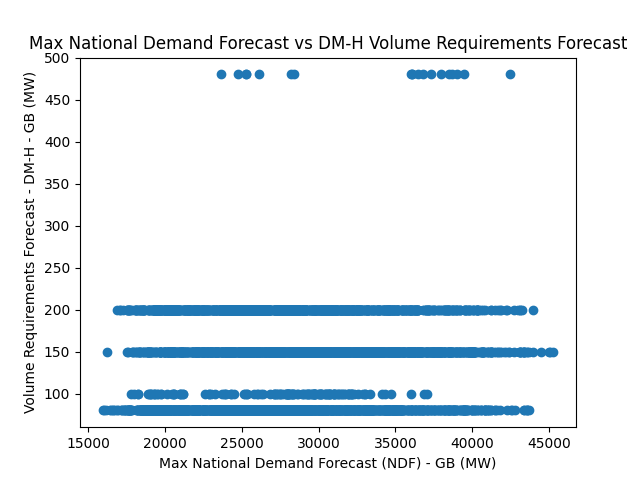 Max National Demand Forecast vs DM-H Volume Requirements Forecast
500
450
400
350
300
250
200
150
100
Volume Requirements Forecast - DM-H - GB (MW)
15000 20000 25000 30000 35000 40000 45000
Max National Demand Forecast (NDF) - GB (MW)